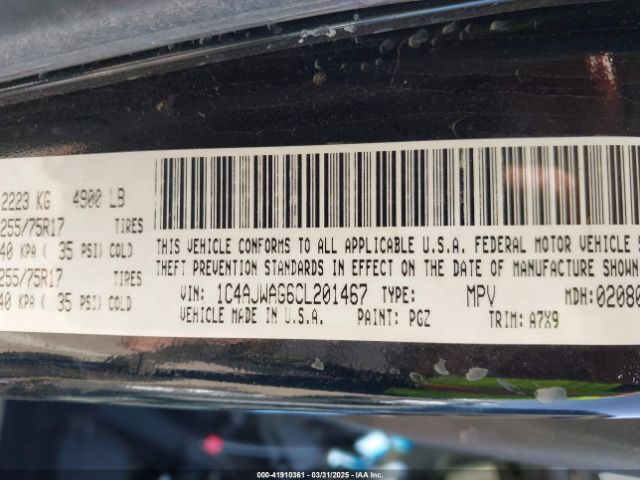 2223 KG 4900 LB
255/75R17 TIRES
40 KPA ( 35 PSI) COLD
255/75R17 TIRES
40 KPA ( 35 PSI) COLD
THIS VEHICLE CONFORMS TO ALL APPLICABLE U.S.A. FEDERAL MOTOR VEHICLE S
THEFT PREVENTION STANDARDS IN EFFECT ON THE DATE OF MANUFACTURE SHOWN
VIN: 1C4AJWAG6CL201467 TYPE: MPV MDH: 02080
VEHICLE MADE IN U.S.A. PAINT: PGZ TRIM: A7X9
000-41910361 | 03/31/2025 - COPYRIGHT IAA, LLC